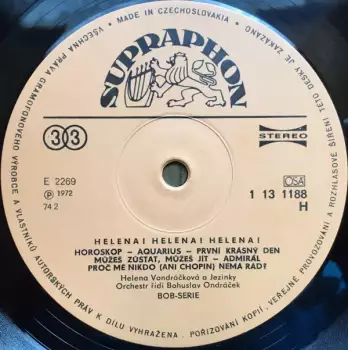 SUPRAPHON
33
STEREO
E 2269
℗ 1972
74 2
OSA
1 13 1188
H
HELENA! HELENA! HELENA!
HOROSKOP – AQUARIUS – PRVNÍ KRÁSNÝ DEN
MŮŽEŠ ZŮSTAT, MŮŽEŠ JÍT – ADMIRÁL
PROČ MĚ NIKDO (ANI CHOPIN) NEMÁ RÁD?
Helena Vondráčková a Jezinky
Orchestr řídí Bohuslav Ondráček
BOB-SERIE
VŠECHNA PRÁVA GRAMOFONOVÉHO VÝROBCE A VLASTNÍKŮ AUTORSKÝCH PRÁV K DÍLU VYHRAŽENA. POŘIZOVÁNÍ KOPIÍ, VEŘEJNÉ PROVOZOVÁNÍ A ROZHLASOVÉ ŠÍŘENÍ TÉTO DESKY JE ZAKÁZÁNO • MADE IN CZECHOSLOVAKIA •